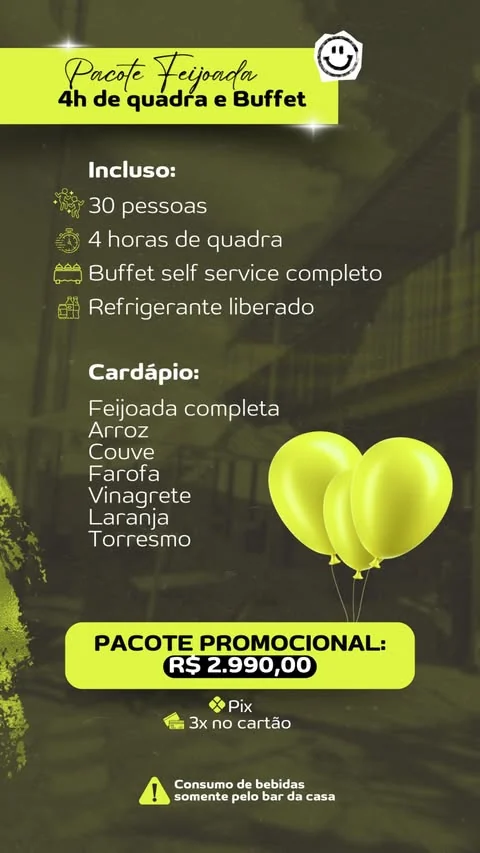 Pacote Feijoada
4h de quadra e Buffet
Incluso:
30 pessoas
4 horas de quadra
Buffet self service completo
Refrigerante liberado
Cardápio:
Feijoada completa
Arroz
Couve
Farofa
Vinagrete
Laranja
Torresmo
PACOTE PROMOCIONAL:
R$ 2.990,00
Pix
3x no cartão
Consumo de bebidas
somente pelo bar da casa